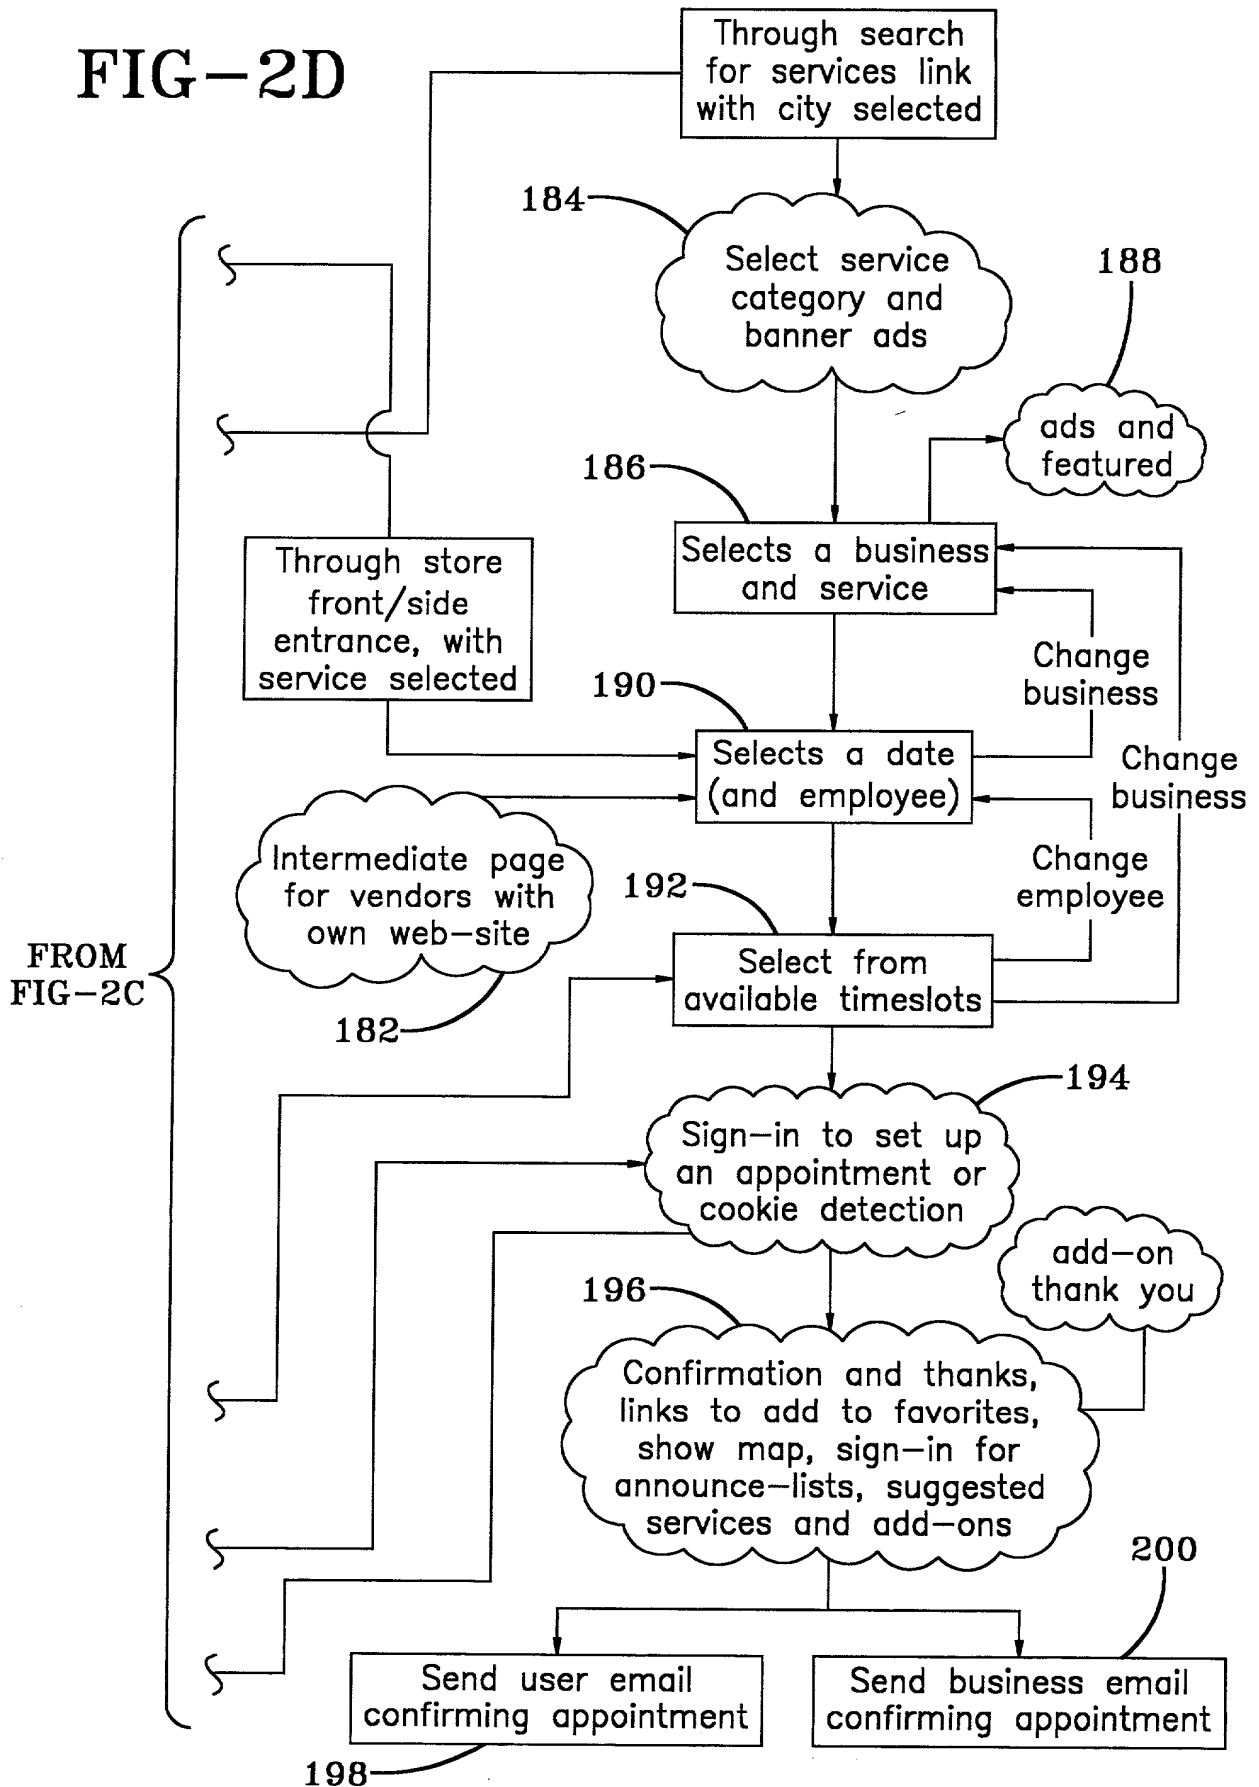 FIG-2D
Through search
for services link
with city selected
184
Select service
category and
banner ads
188
ads and
featured
186
Selects a business
and service
Through store
front/side
entrance, with
service selected
Change
business
190
Selects a date
(and employee)
Change
business
Intermediate page
for vendors with
own web-site
182
192
Change
employee
FROM
FIG-2C
Select from
available timeslots
194
Sign-in to set up
an appointment or
cookie detection
add-on
thank you
196
Confirmation and thanks,
links to add to favorites,
show map, sign-in for
announce-lists, suggested
services and add-ons
200
Send user email
confirming appointment
Send business email
confirming appointment
198